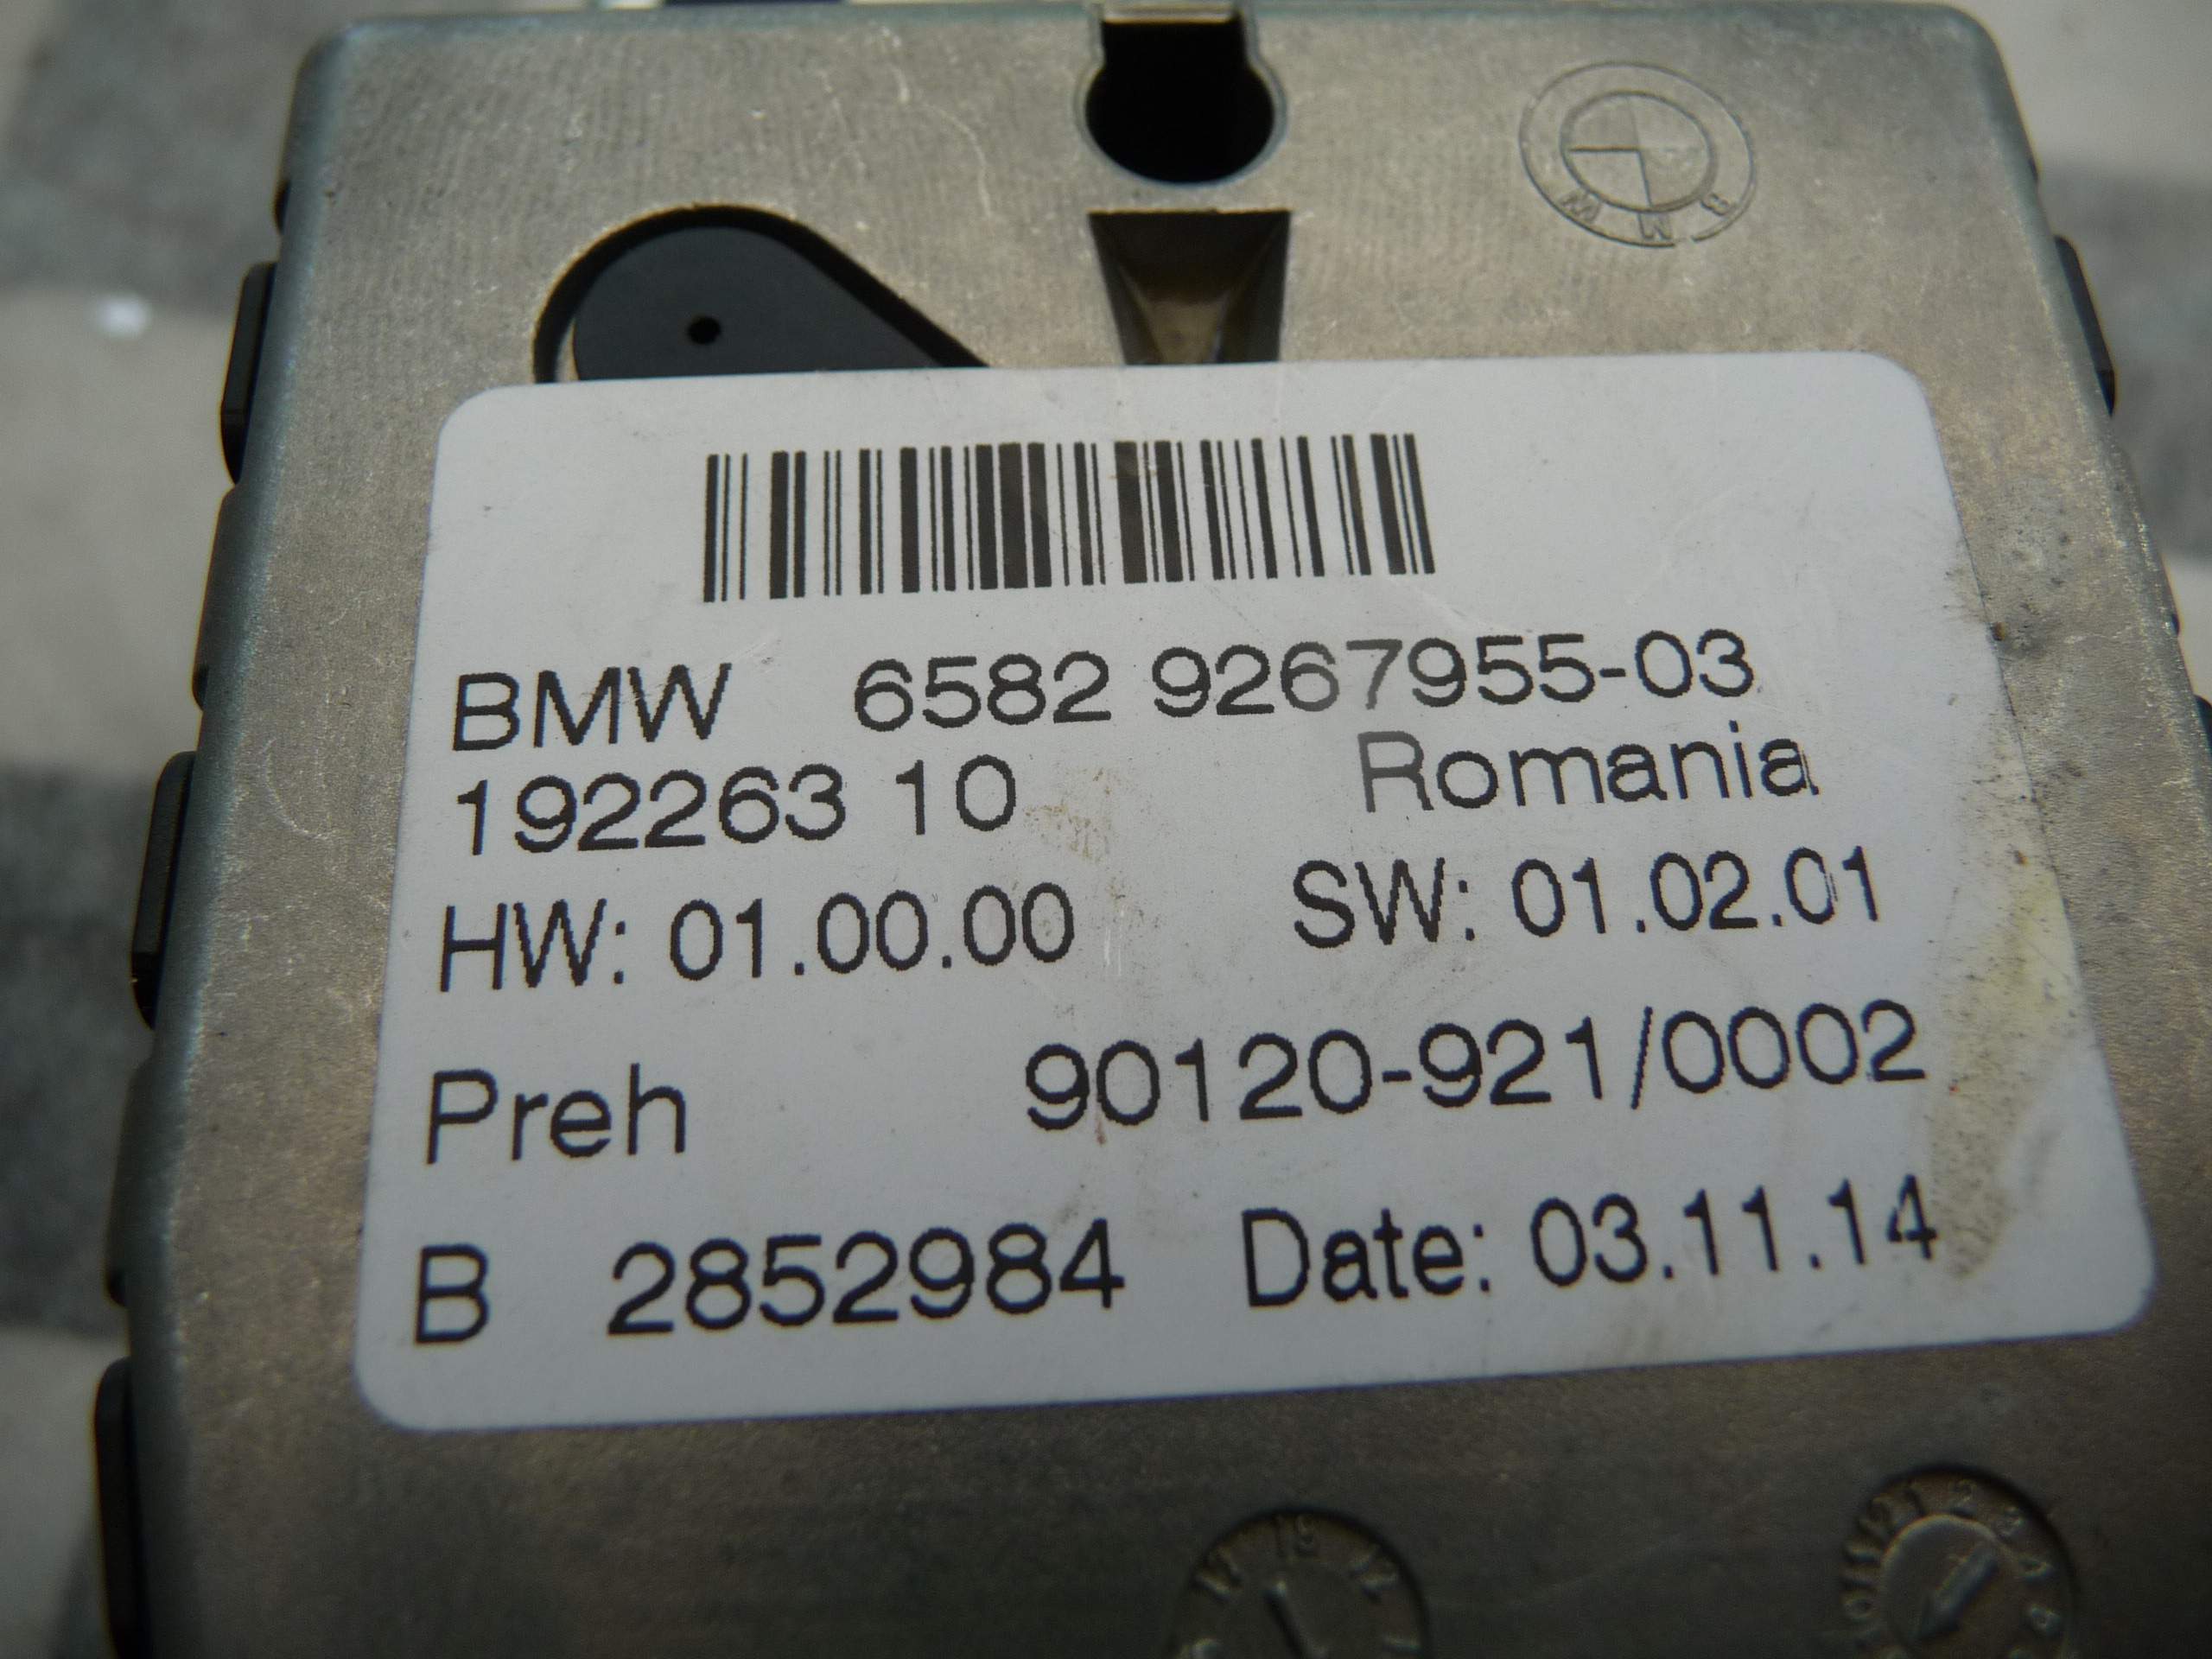 BMW
BMW 6582 9267955-03
192263 10 Romania
HW: 01.00.00 SW: 01.02.01
Preh 90120-921/0002
B 2852984 Date: 03.11.14